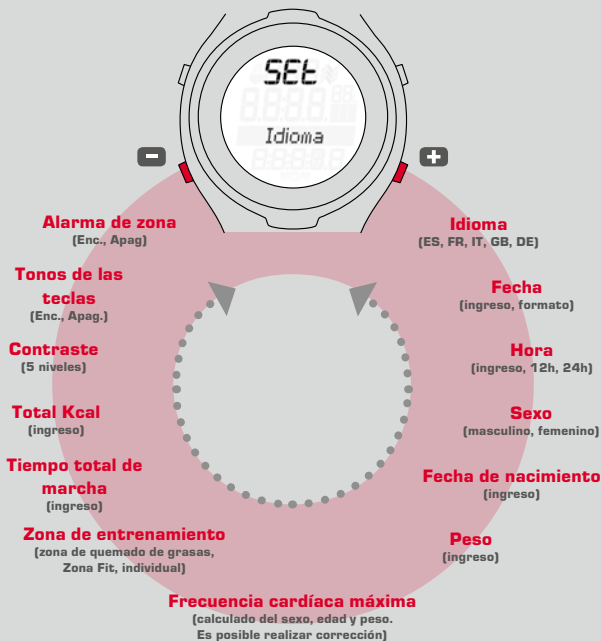 SEt
Idioma
−
+
Idioma
(ES, FR, IT, GB, DE)
Fecha
(ingreso, formato)
Hora
(ingreso, 12h, 24h)
Sexo
(masculino, femenino)
Fecha de nacimiento
(ingreso)
Peso
(ingreso)
Frecuencia cardíaca máxima
(calculado del sexo, edad y peso.
Es posible realizar corrección)
Zona de entrenamiento
(zona de quemado de grasas,
Zona Fit, individual)
Tiempo total de
marcha
(ingreso)
Total Kcal
(ingreso)
Contraste
(5 niveles)
Tonos de las
teclas
(Enc., Apag.)
Alarma de zona
(Enc., Apag)